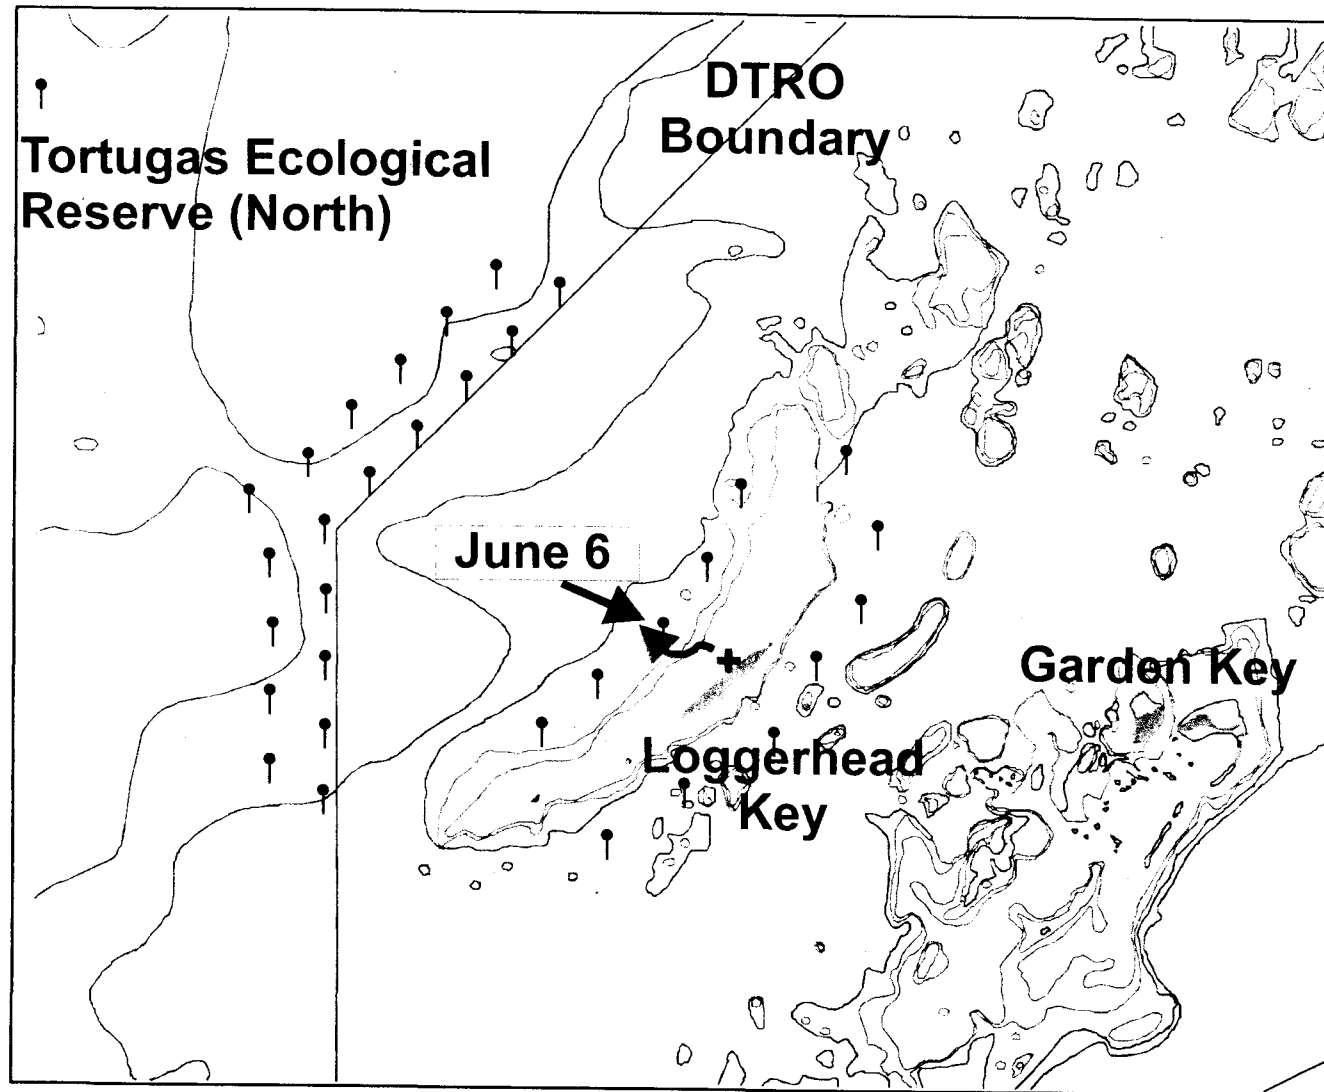 DTRO
Boundary
Tortugas Ecological
Reserve (North)
June 6
Garden Key
Loggerhead
Key